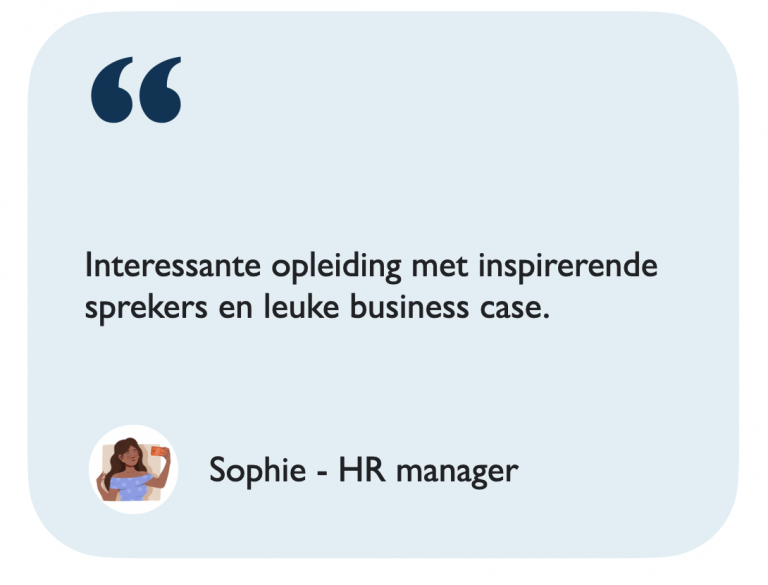 “
Interessante opleiding met inspirerende
sprekers en leuke business case.
Sophie - HR manager